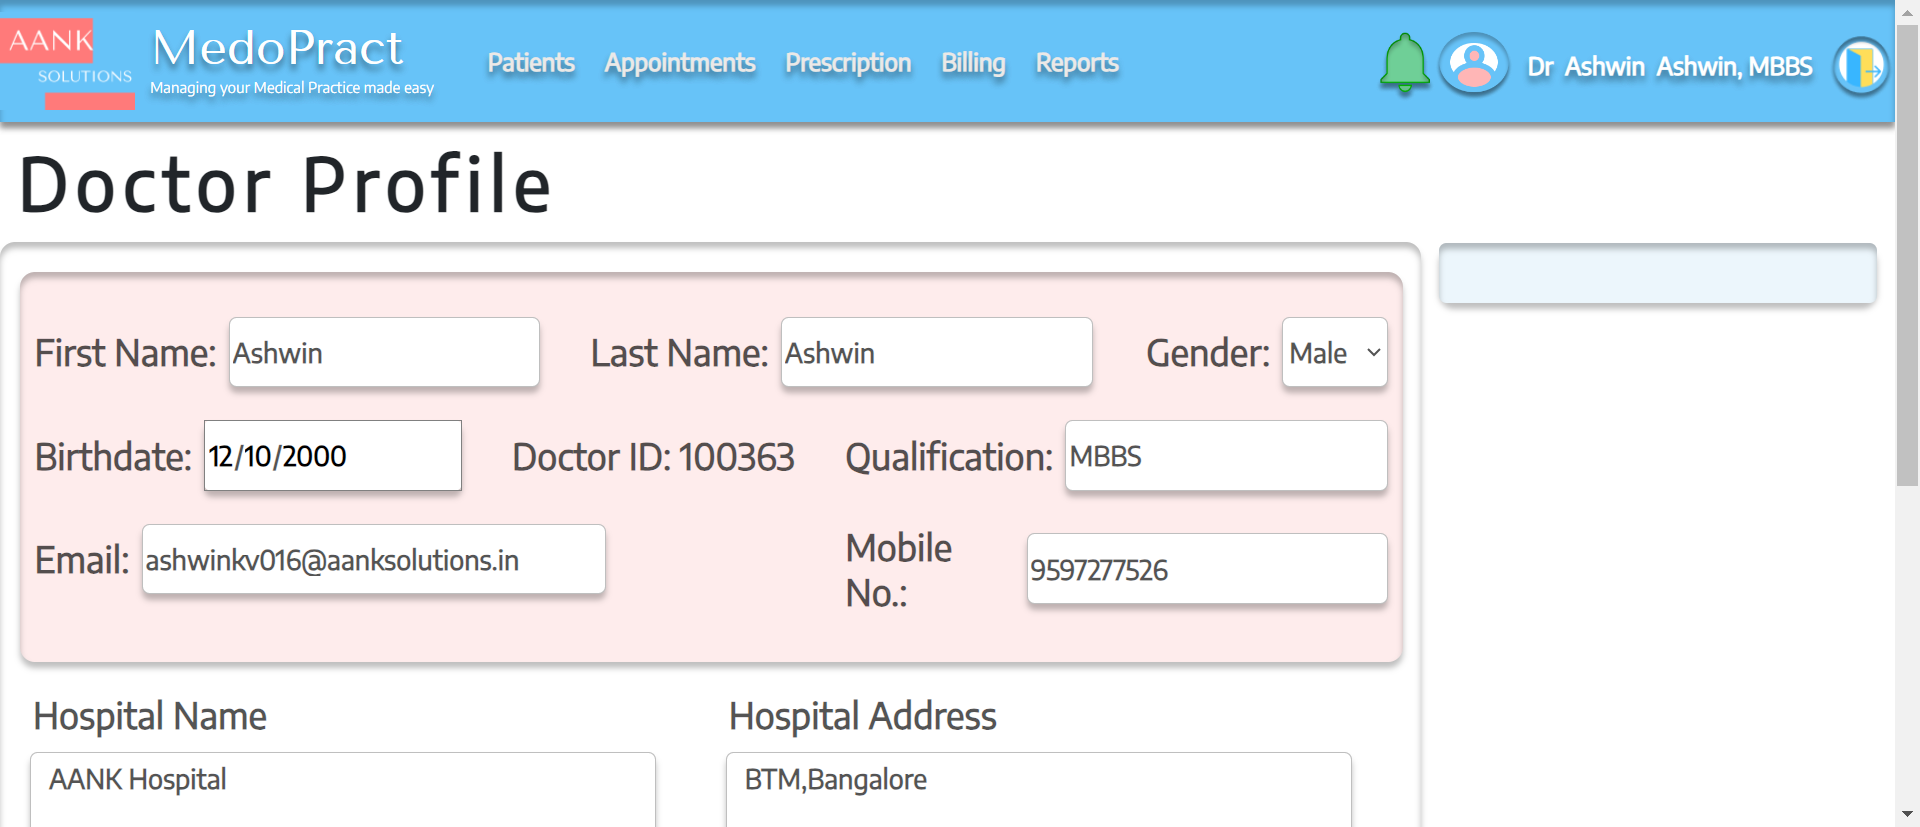 AANK
SOLUTIONS
MedoPract
Managing your Medical Practice made easy
Patients Appointments Prescription Billing Reports
Dr Ashwin Ashwin, MBBS
Doctor Profile
First Name: Ashwin Last Name: Ashwin Gender: Male
Birthdate: 12/10/2000 Doctor ID: 100363 Qualification: MBBS
Email: ashwinkv016@aanksolutions.in Mobile No.: 9597277526
Hospital Name Hospital Address
AANK Hospital BTM,Bangalore